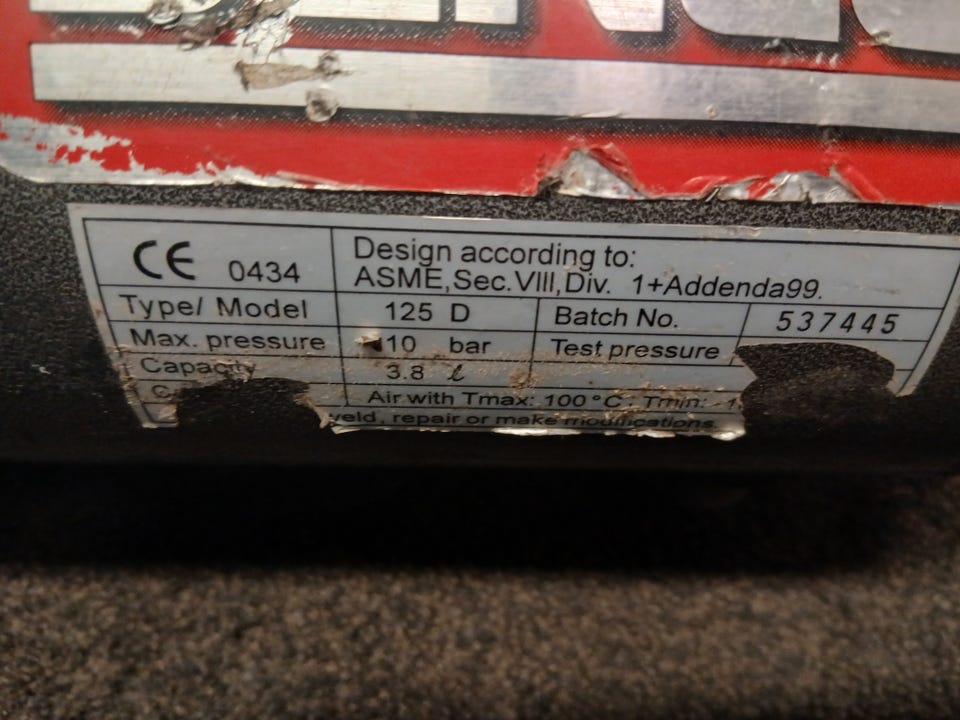 CE 0434 Design according to:
ASME,Sec.VIII,Div. 1+Addenda99.
Type/ Model 125 D Batch No. 537445
Max. pressure 10 bar Test pressure
Capacity 3.8 ℓ
Air with Tmax: 100°C; Tmin:
weld, repair or make modifications.